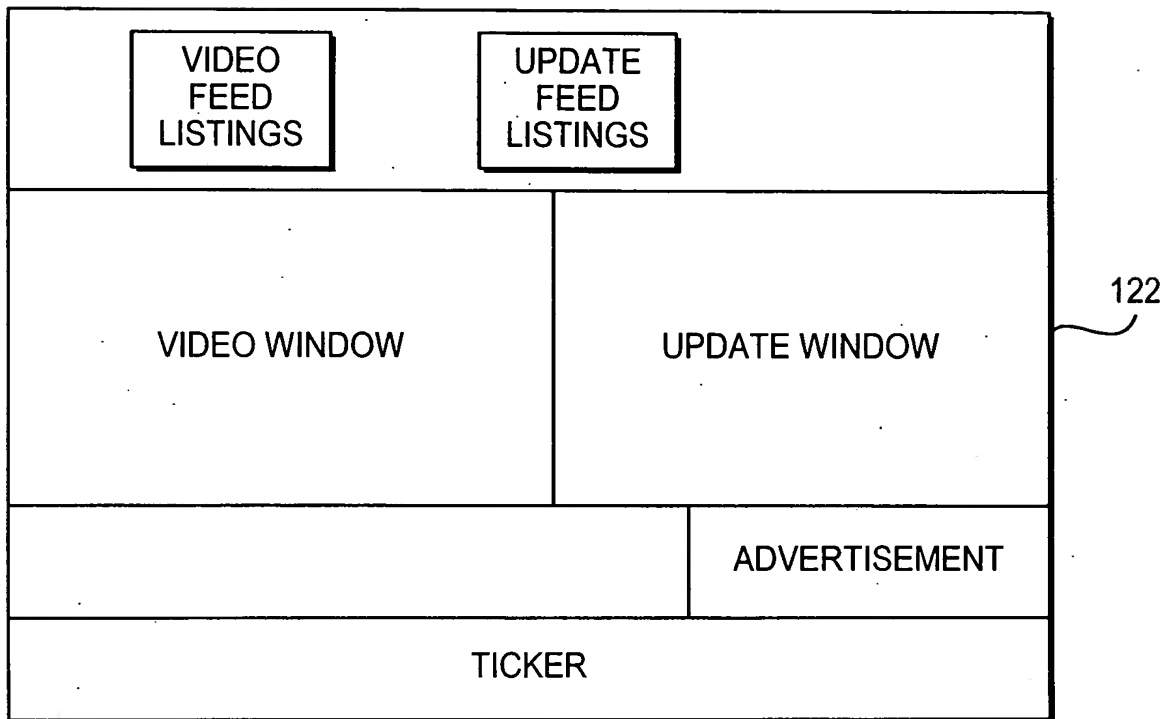 VIDEO
FEED
LISTINGS
UPDATE
FEED
LISTINGS
VIDEO WINDOW
UPDATE WINDOW
122
ADVERTISEMENT
TICKER